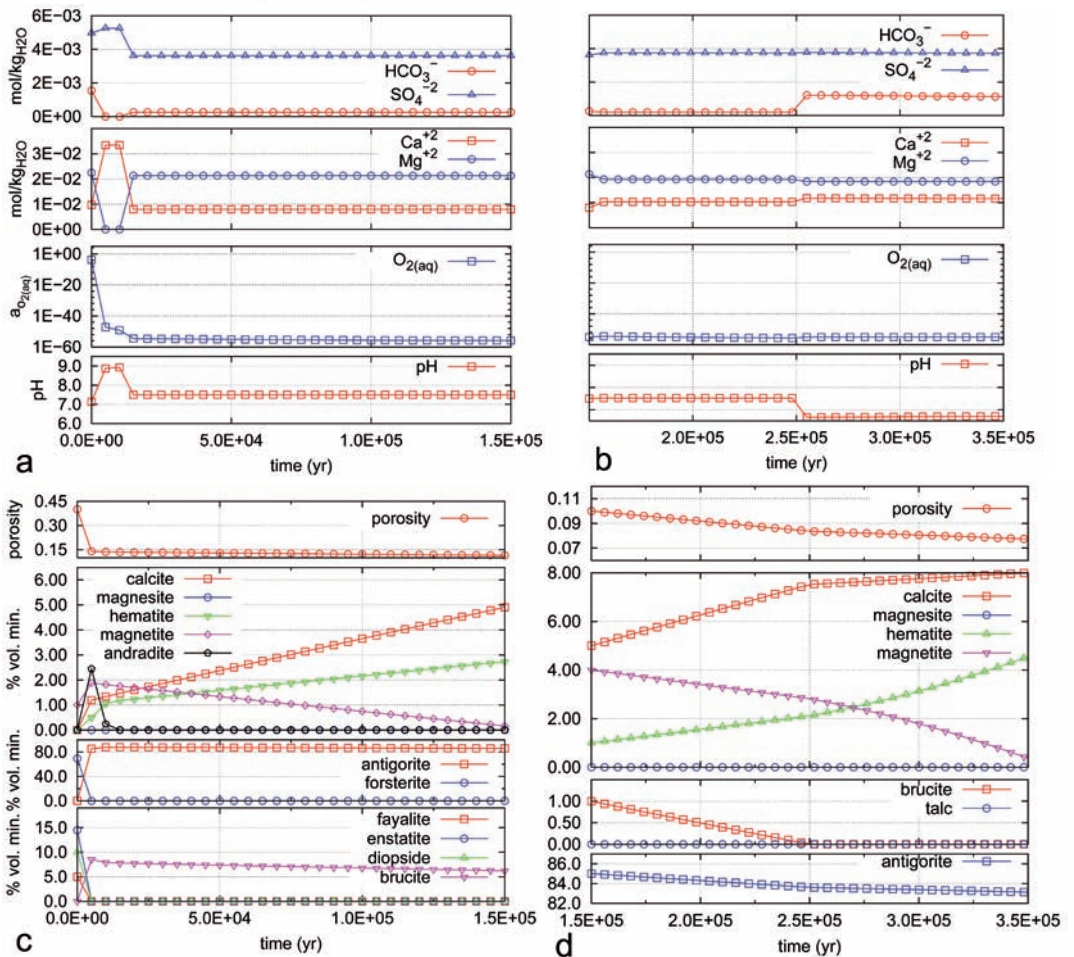 6E-03
4E-03
2E-03
0E+00
mol/kgH2O
HCO3−
SO4−2
3E-02
2E-02
1E-02
0E+00
mol/kgH2O
Ca+2
Mg+2
1E+00
1E-20
1E-40
1E-60
aO2(aq)
O2(aq)
9.0
8.0
7.0
6.0
pH
pH
0.0E+00 5.0E+04 1.0E+05 1.5E+05
time (yr)
a
HCO3−
SO4−2
Ca+2
Mg+2
O2(aq)
pH
2.0E+05 2.5E+05 3.0E+05 3.5E+05
time (yr)
b
0.45
0.30
0.15
porosity
porosity
6.00
5.00
4.00
3.00
2.00
1.00
0.00
% vol. min.
calcite
magnesite
hematite
magnetite
andradite
80.0
40.0
0.0
% vol. min.
antigorite
forsterite
15.0
10.0
5.0
0.0
% vol. min.
fayalite
enstatite
diopside
brucite
0.0E+00 5.0E+04 1.0E+05 1.5E+05
time (yr)
c
0.11
0.09
0.07
porosity
8.00
6.00
4.00
2.00
0.00
calcite
magnesite
hematite
magnetite
1.00
0.50
0.00
brucite
talc
86.0
84.0
82.0
antigorite
1.5E+05 2.0E+05 2.5E+05 3.0E+05 3.5E+05
time (yr)
d